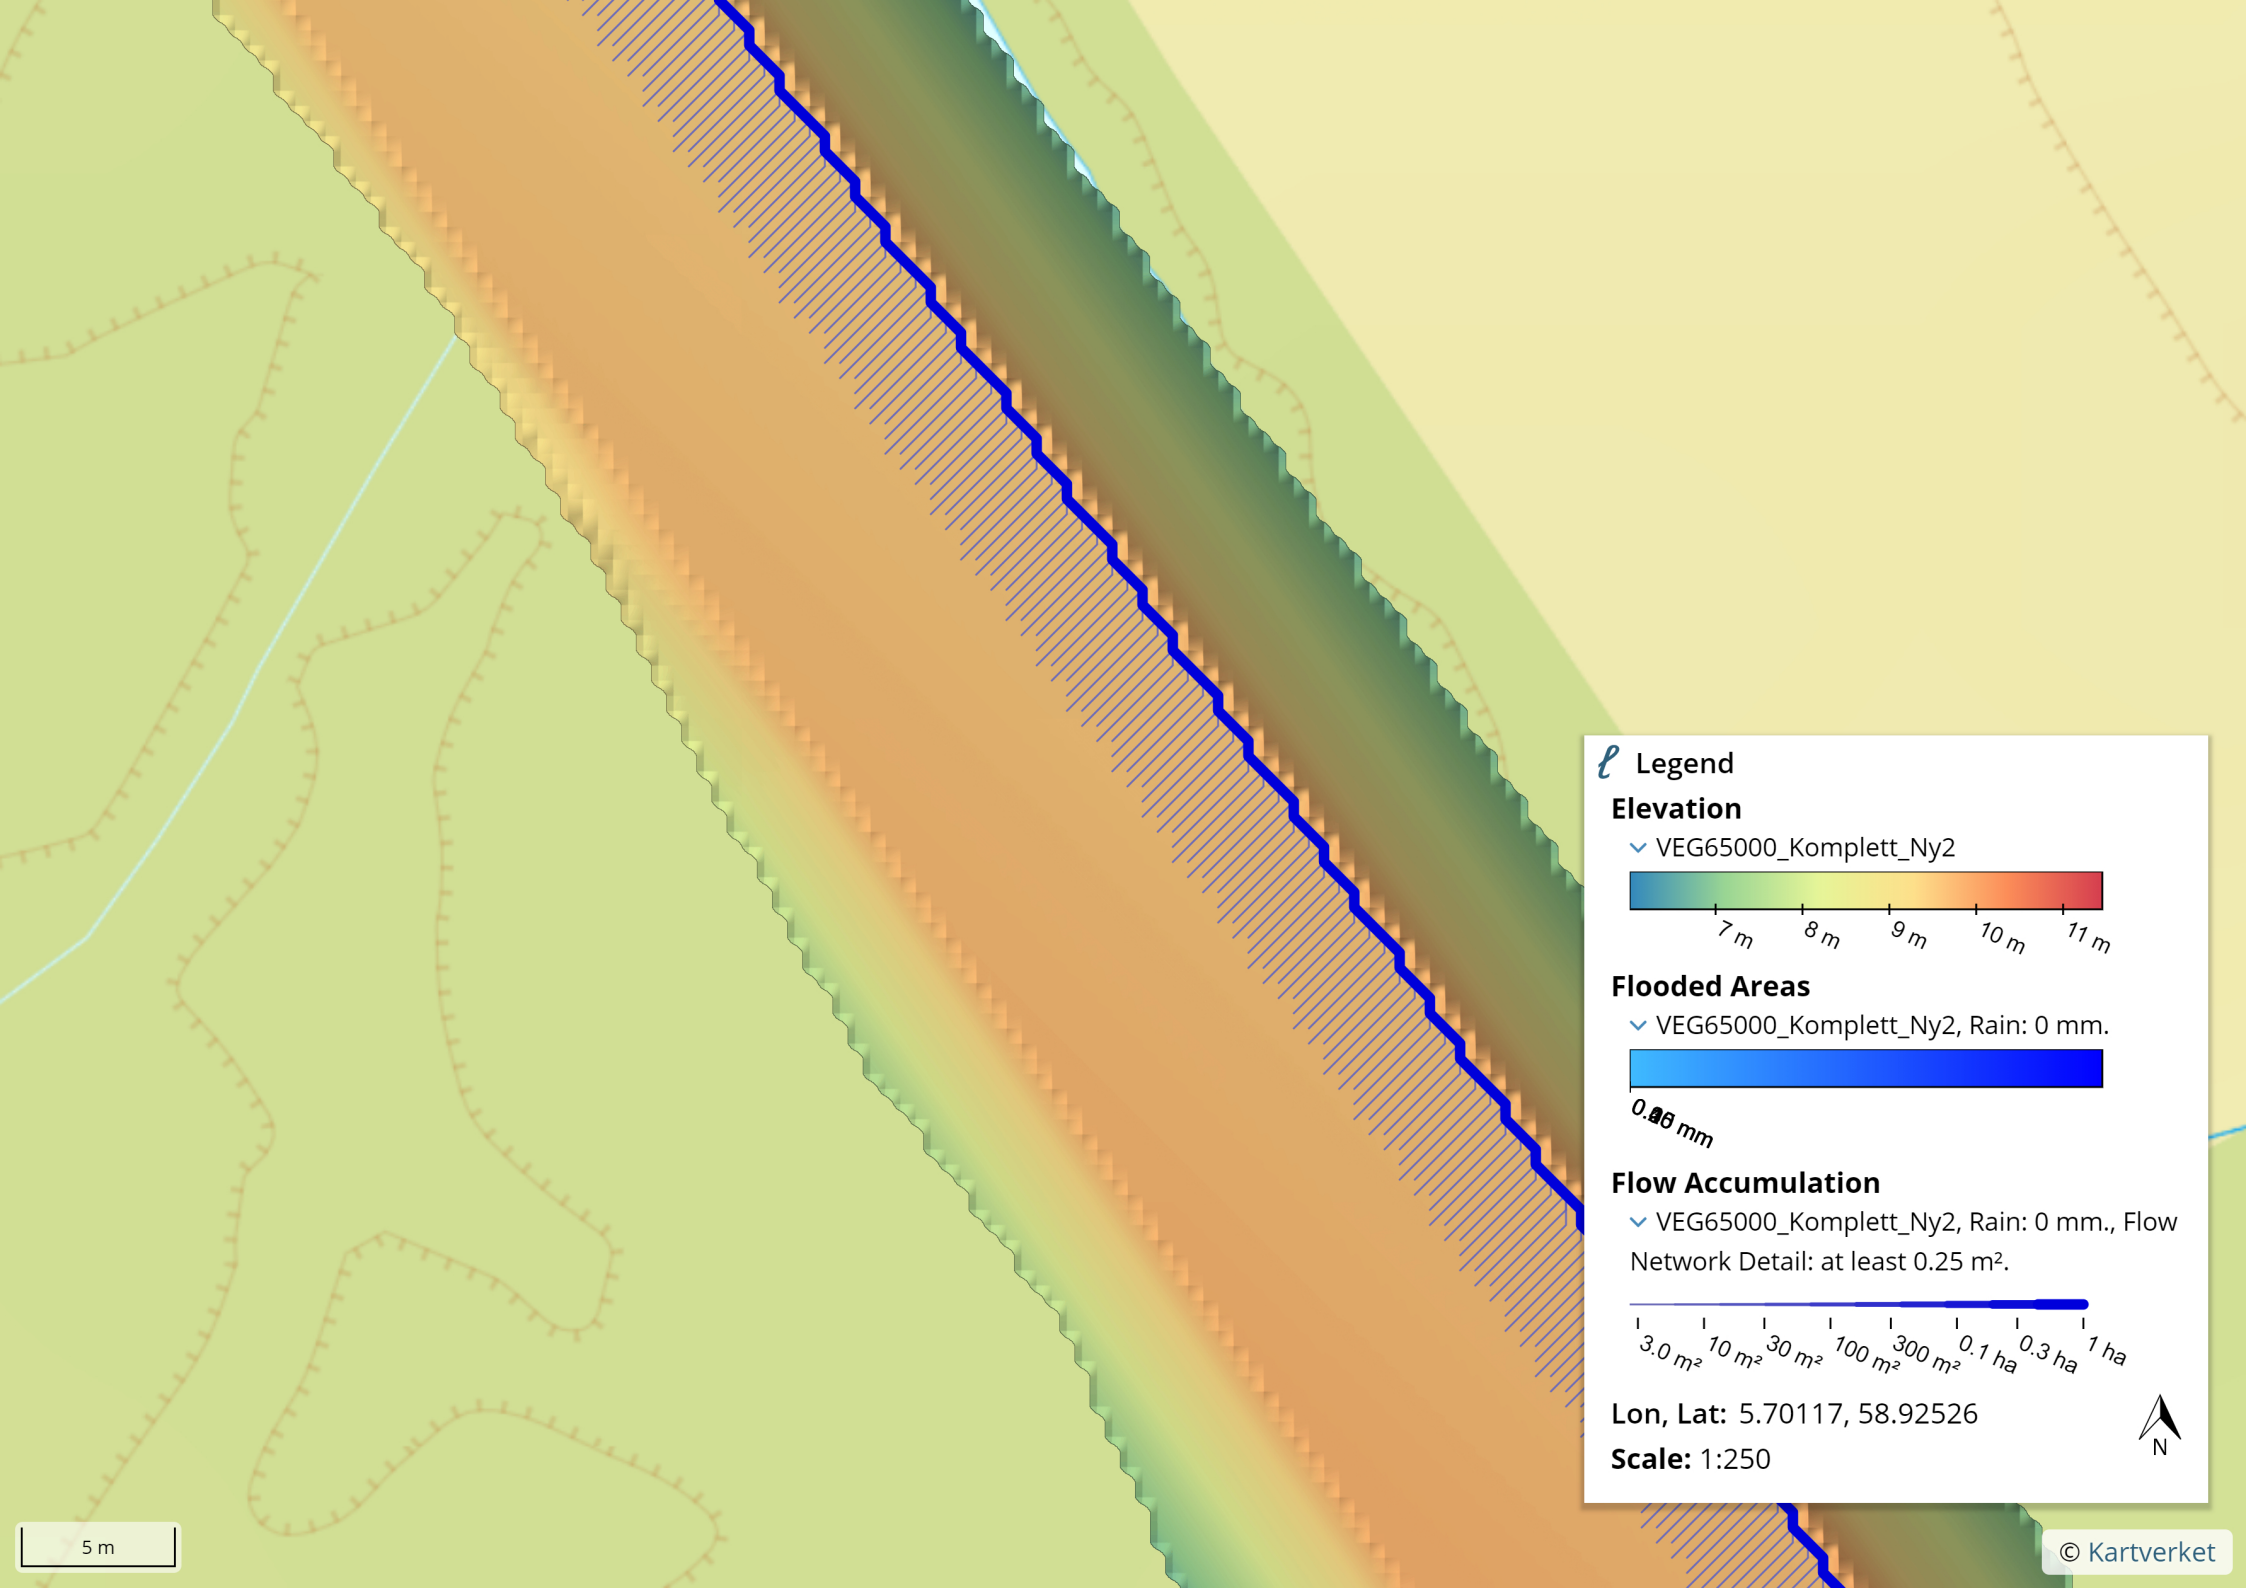 Legend
Elevation
VEG65000_Komplett_Ny2
7 m 8 m 9 m 10 m 11 m
Flooded Areas
VEG65000_Komplett_Ny2, Rain: 0 mm.
mm
Flow Accumulation
VEG65000_Komplett_Ny2, Rain: 0 mm., Flow
Network Detail: at least 0.25 m².
3.0 m² 10 m² 30 m² 100 m² 300 m² 0.1 ha 0.3 ha 1 ha
Lon, Lat: 5.70117, 58.92526
N
Scale: 1:250
5 m
© Kartverket